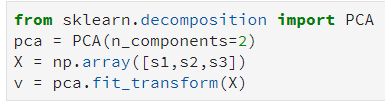 from sklearn.decomposition import PCA
pca = PCA(n_components=2)
X = np.array([s1,s2,s3])
v = pca.fit_transform(X)